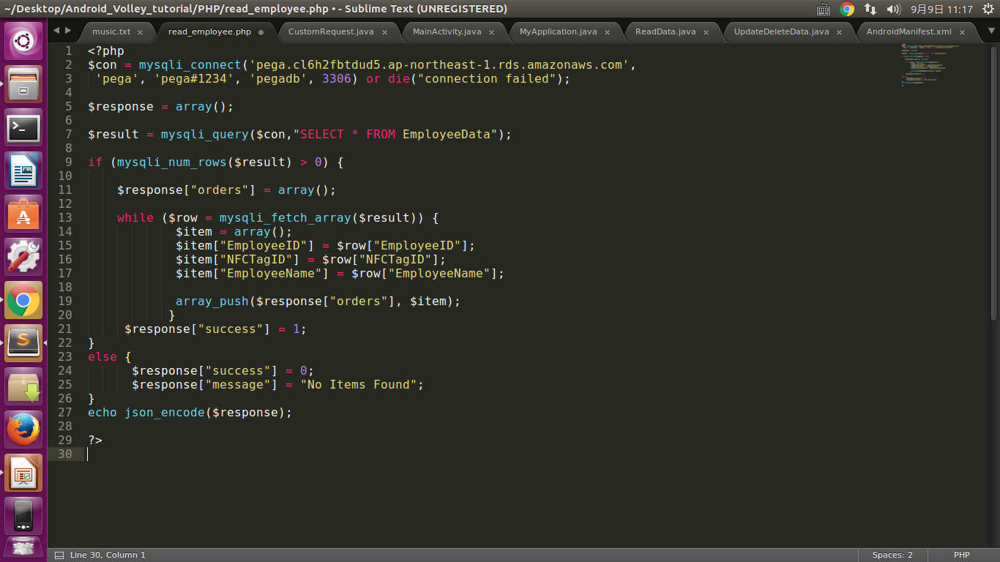 ~/Desktop/Android_Volley_tutorial/PHP/read_employee.php • - Sublime Text (UNREGISTERED)
9月9日 11:17
music.txt × read_employee.php CustomRequest.java × MainActivity.java × MyApplication.java × ReadData.java × UpdateDeleteData.java × AndroidManifest.xml ×
1 <?php
2 $con = mysqli_connect('pega.cl6h2fbtdud5.ap-northeast-1.rds.amazonaws.com',
3 'pega', 'pega#1234', 'pegadb', 3306) or die("connection failed");
4
5 $response = array();
6
7 $result = mysqli_query($con,"SELECT * FROM EmployeeData");
8
9 if (mysqli_num_rows($result) > 0) {
10
11 $response["orders"] = array();
12
13 while ($row = mysqli_fetch_array($result)) {
14 $item = array();
15 $item["EmployeeID"] = $row["EmployeeID"];
16 $item["NFCTagID"] = $row["NFCTagID"];
17 $item["EmployeeName"] = $row["EmployeeName"];
18
19 array_push($response["orders"], $item);
20 }
21 $response["success"] = 1;
22 }
23 else {
24 $response["success"] = 0;
25 $response["message"] = "No Items Found";
26 }
27 echo json_encode($response);
28
29 ?>
30
Line 30, Column 1
Spaces: 2
PHP